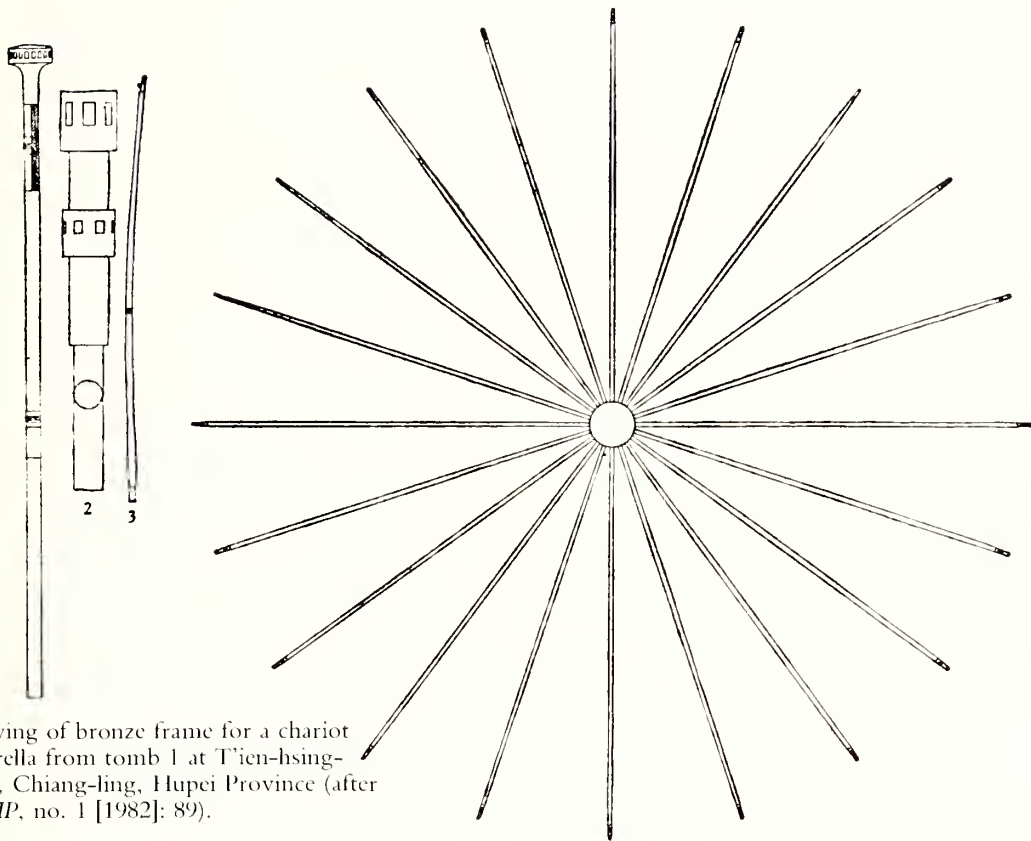 2
3
ving of bronze frame for a chariot
rella from tomb 1 at T'ien-hsing-
, Chiang-ling, Hupei Province (after
IP, no. 1 [1982]: 89).